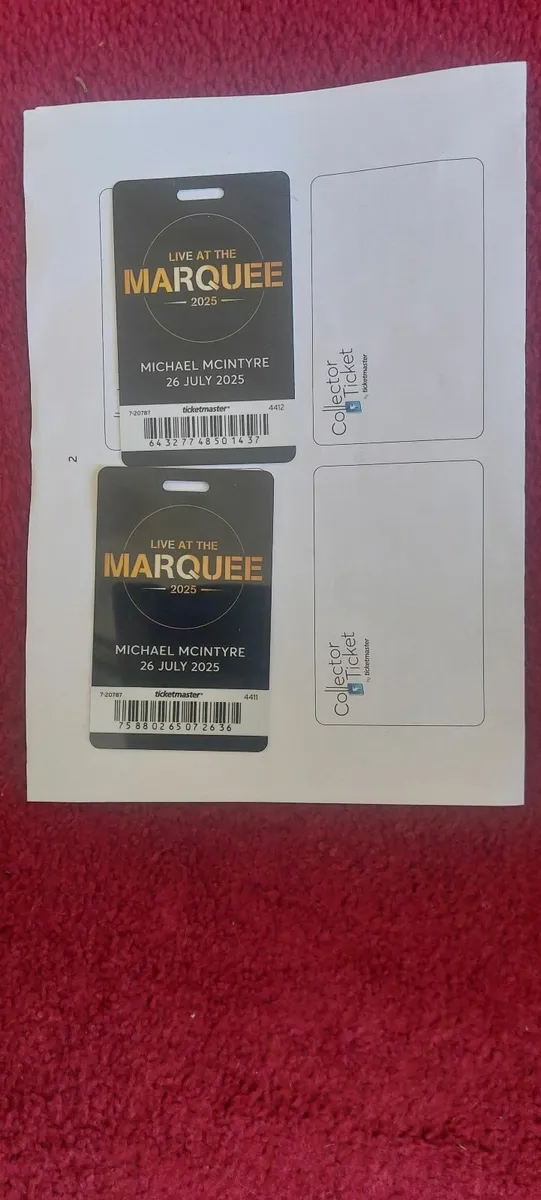 LIVE AT THE
MARQUEE
2025
MICHAEL MCINTYRE
26 JULY 2025
7-20787 ticketmaster 4412
64327748501437
Collector
Ticket
by ticketmaster
2
LIVE AT THE
MARQUEE
2025
MICHAEL MCINTYRE
26 JULY 2025
7-20787 ticketmaster 4411
75880265072636
Collector
Ticket
by ticketmaster